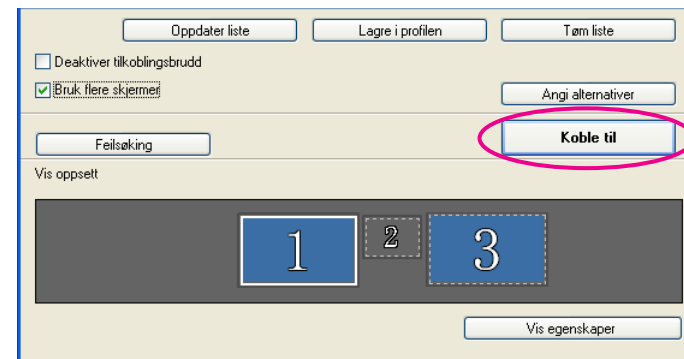 Oppdater liste Lagre i profilen Tøm liste
Deaktiver tilkoblingsbrudd
Bruk flere skjermer
Angi alternativer
Feilsøking Koble til
Vis oppsett
1 2 3
Vis egenskaper